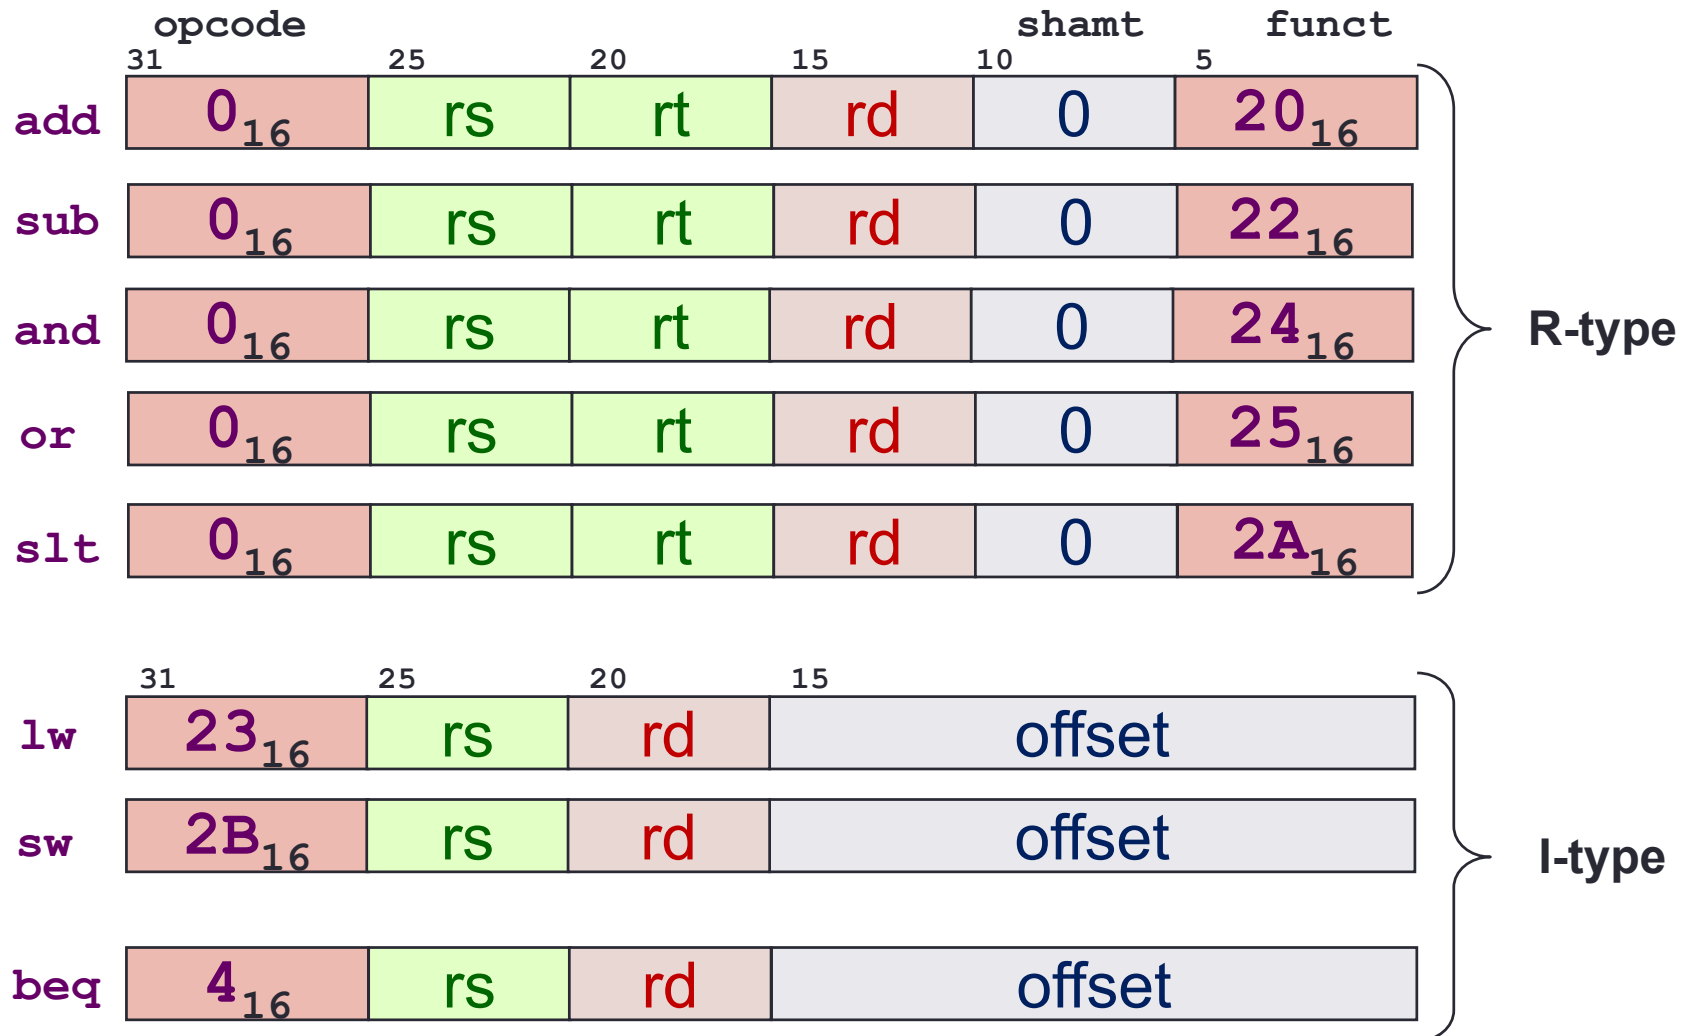 opcode shamt funct
31 25 20 15 10 5
add 0₁₆ rs rt rd 0 20₁₆
sub 0₁₆ rs rt rd 0 22₁₆
and 0₁₆ rs rt rd 0 24₁₆ R-type
or 0₁₆ rs rt rd 0 25₁₆
slt 0₁₆ rs rt rd 0 2A₁₆
31 25 20 15
lw 23₁₆ rs rd offset
sw 2B₁₆ rs rd offset I-type
beq 4₁₆ rs rd offset